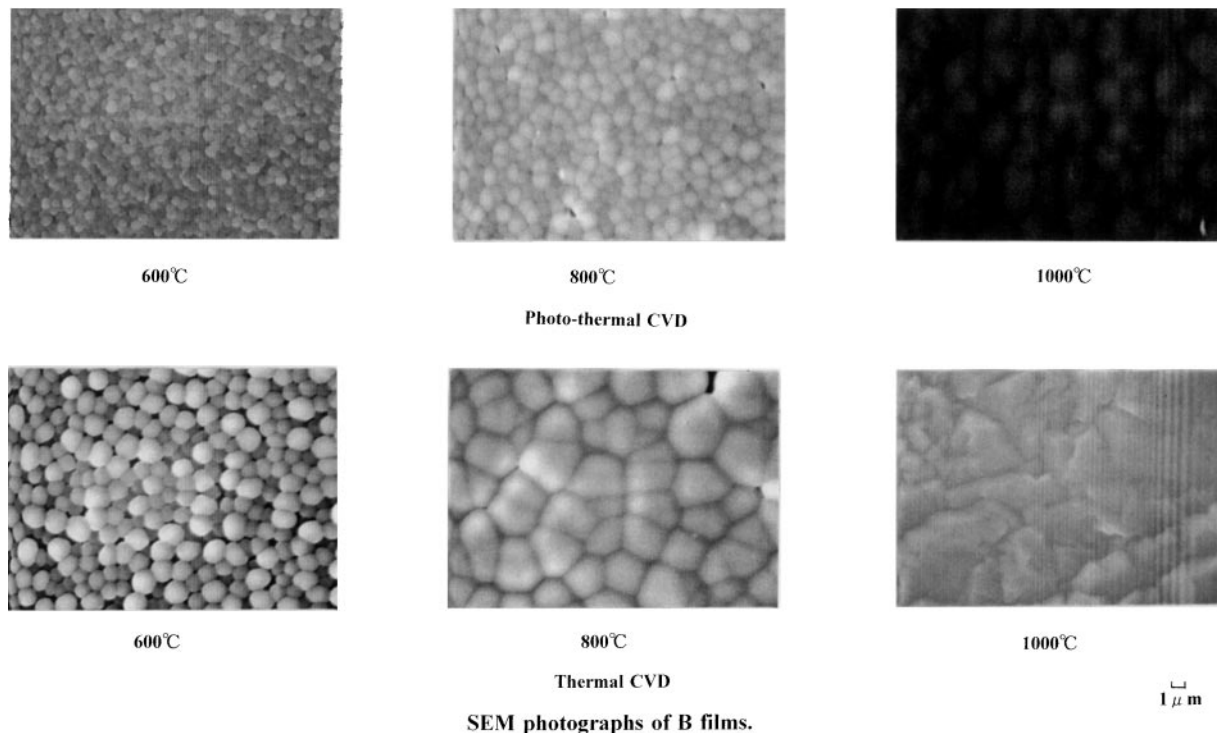 600℃ 800℃ 1000℃
Photo-thermal CVD
600℃ 800℃ 1000℃
Thermal CVD
1 μ m
SEM photographs of B films.